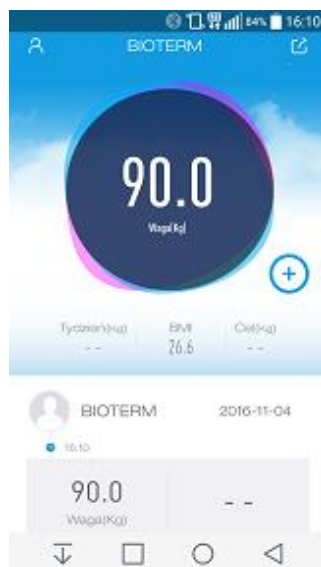 84% 16:10
BIOTERM
90.0
Waga(Kg)
Tydzień(Kg) BMI Cel(Kg)
-- 26.6 --
BIOTERM 2016-11-04
16:10
90.0 --
Waga(Kg)